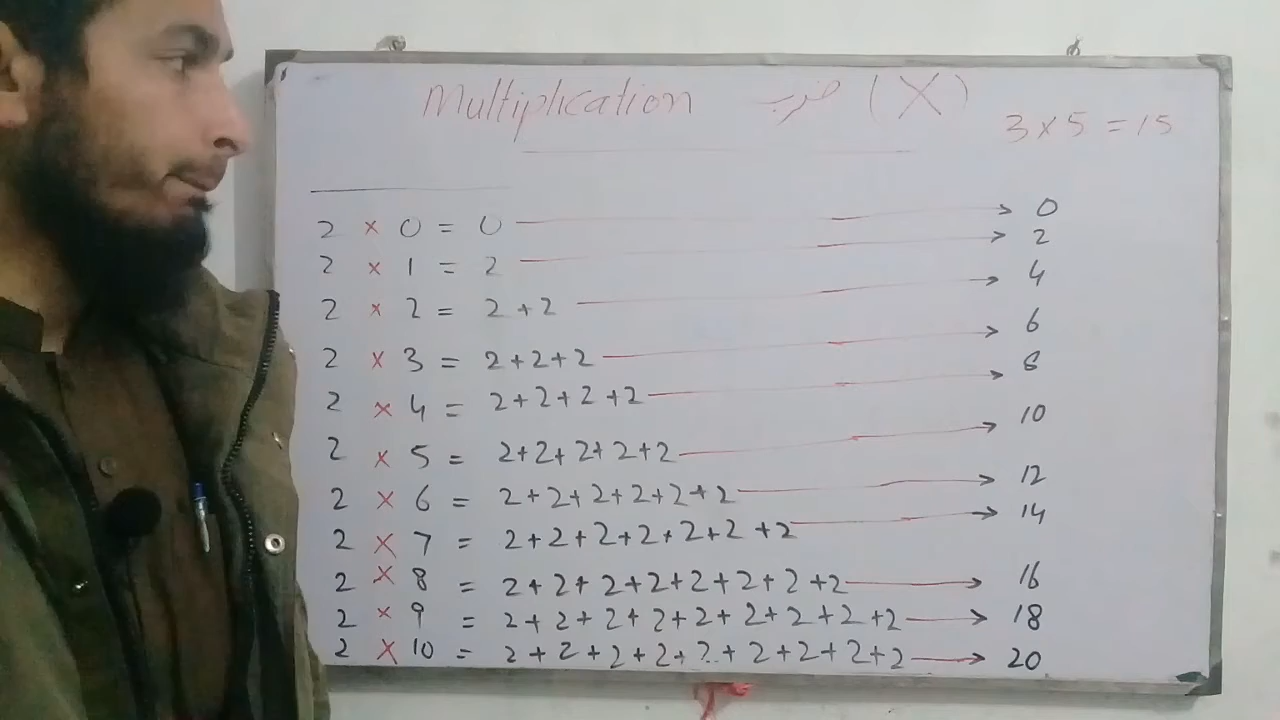 Multiplication ضرب (X)
3 × 5 = 15
2 × 0 = 0 → 0
2 × 1 = 2 → 2
2 × 2 = 2 + 2 → 4
2 × 3 = 2+2+2 → 6
2 × 4 = 2+2+2+2 → 8
2 × 5 = 2+2+2+2+2 → 10
2 × 6 = 2+2+2+2+2+2 → 12
2 × 7 = 2+2+2+2+2+2+2 → 14
2 × 8 = 2+2+2+2+2+2+2+2 → 16
2 × 9 = 2+2+2+2+2+2+2+2+2 → 18
2 × 10 = 2+2+2+2+2+2+2+2+2 → 20